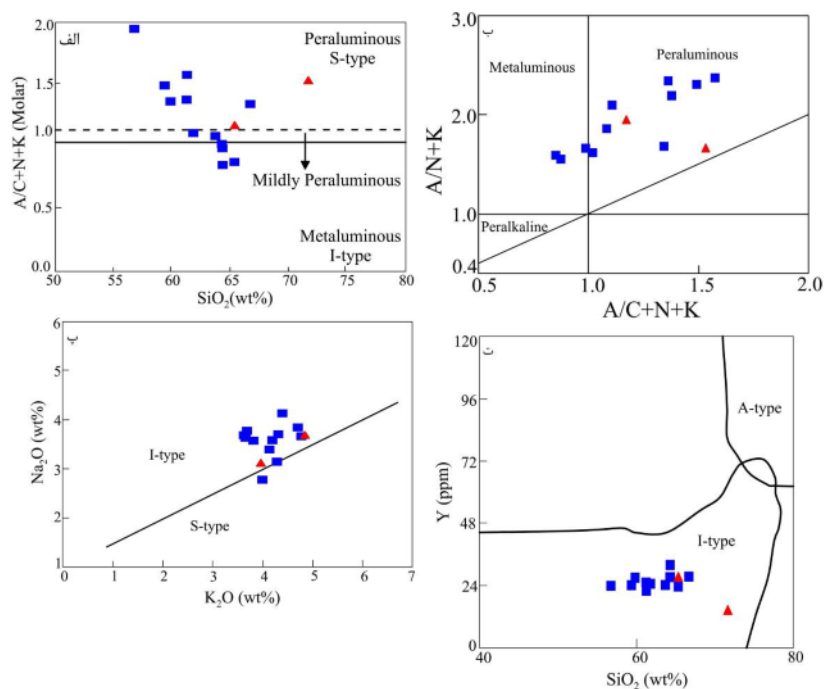 الف
2.0
1.5
1.0
0.5
0.0
A/C+N+K (Molar)
Peraluminous
S-type
Mildly Peraluminous
Metaluminous
I-type
50 55 60 65 70 75 80
SiO₂(wt%)
ب
3.0
2.0
1.0
0.4
A/N+K
Metaluminous
Peraluminous
Peralkaline
0.5 1.0 1.5 2.0
A/C+N+K
پ
6
5
4
3
2
1
Na₂O (wt%)
I-type
S-type
0 1 2 3 4 5 6 7
K₂O (wt%)
ت
120
96
72
48
24
0
Y (ppm)
A-type
I-type
40 60 80
SiO₂ (wt%)